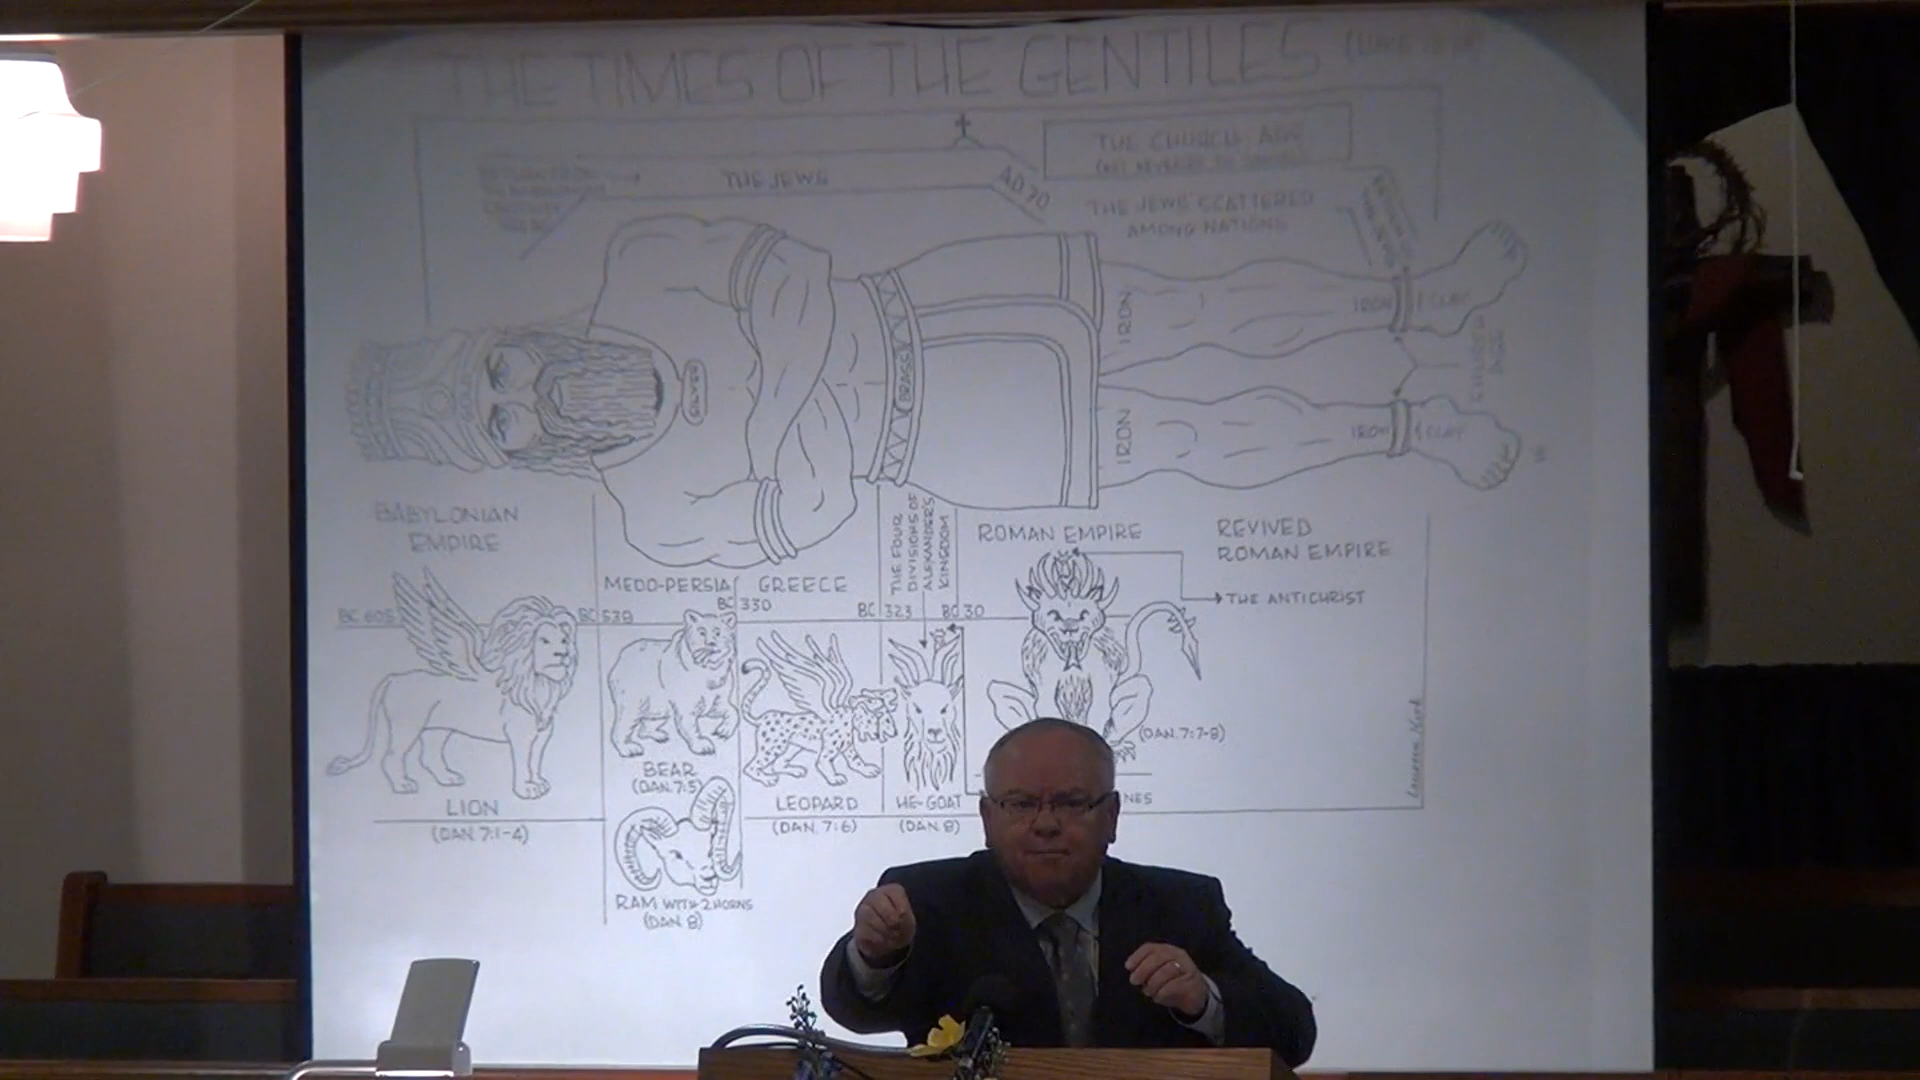 THE TIMES OF THE GENTILES
THE CHURCH AGE
THE JEWS
AD 70
THE JEWS SCATTERED
AMONG NATIONS
GOLD
SILVER
BRASS
IRON
IRON
IRON
CLAY
IRON
CLAY
BABYLONIAN
EMPIRE
MEDO-PERSIA
GREECE
THE FOUR
DIVISIONS OF
ALEXANDER'S
KINGDOM
ROMAN EMPIRE
REVIVED
ROMAN EMPIRE
THE ANTICHRIST
BC 605
BC 538
BC 330
BC 323
BC 30
LION
(DAN. 7:1-4)
BEAR
(DAN. 7:5)
RAM WITH 2 HORNS
(DAN. 8)
LEOPARD
(DAN. 7:6)
HE-GOAT
(DAN. 8)
(DAN. 7:7-8)
NES